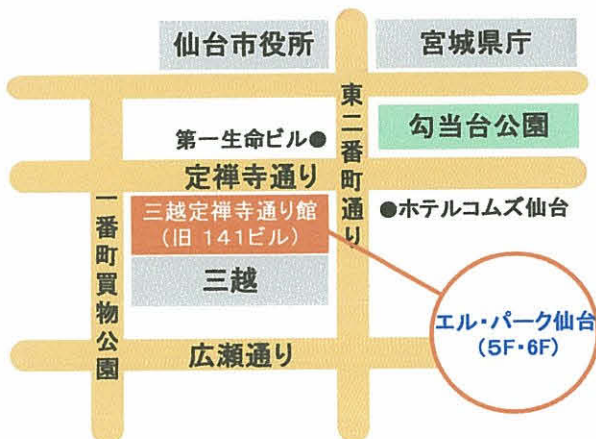 仙台市役所
宮城県庁
東二番町通り
勾当台公園
第一生命ビル●
定禅寺通り
●ホテルコムズ仙台
一番町買物公園
三越定禅寺通り館
（旧 141ビル）
三越
エル・パーク仙台
（5F・6F）
広瀬通り